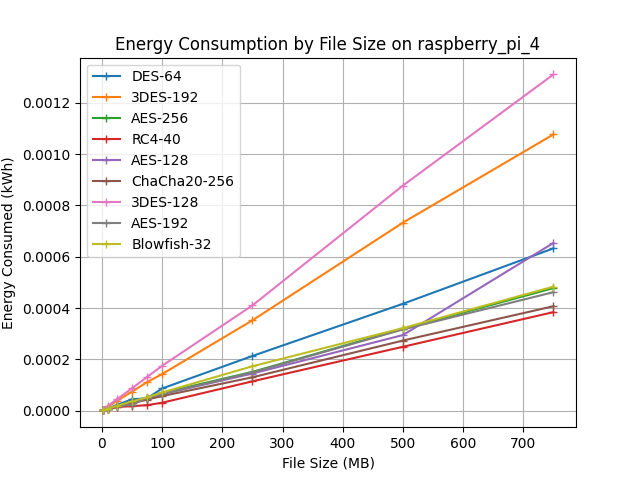 Energy Consumption by File Size on raspberry_pi_4
DES-64
3DES-192
AES-256
RC4-40
AES-128
ChaCha20-256
3DES-128
AES-192
Blowfish-32
Energy Consumed (kWh)
0.0012
0.0010
0.0008
0.0006
0.0004
0.0002
0.0000
0 100 200 300 400 500 600 700
File Size (MB)